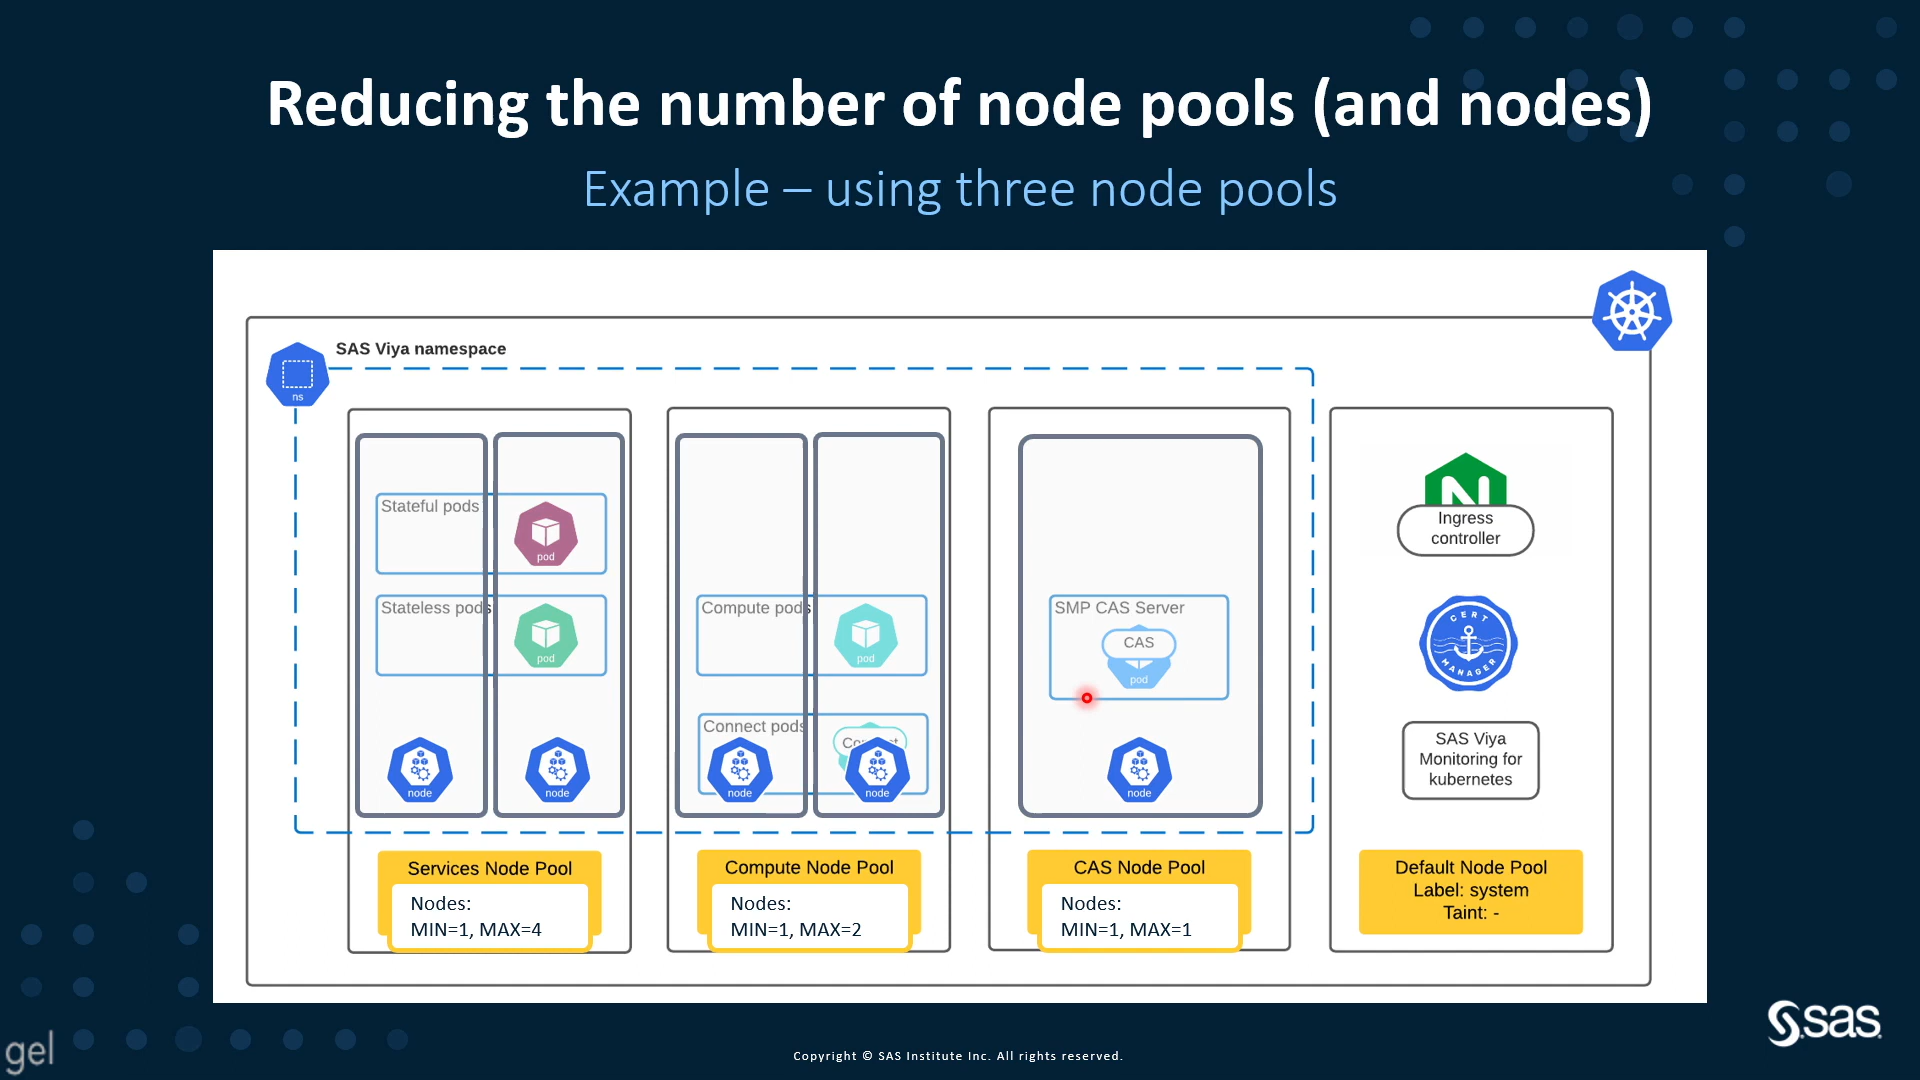 Reducing the number of node pools (and nodes)
Example – using three node pools
SAS Viya namespace
ns
Stateful pods
pod
Stateless pods
pod
node
node
Compute pods
pod
Connect pods
node
node
SMP CAS Server
CAS
pod
node
N
Ingress
controller
CERT
MANAGER
SAS Viya
Monitoring for
kubernetes
Services Node Pool
Nodes:
MIN=1, MAX=4
Compute Node Pool
Nodes:
MIN=1, MAX=2
CAS Node Pool
Nodes:
MIN=1, MAX=1
Default Node Pool
Label: system
Taint: -
gel
Copyright © SAS Institute Inc. All rights reserved.
sas